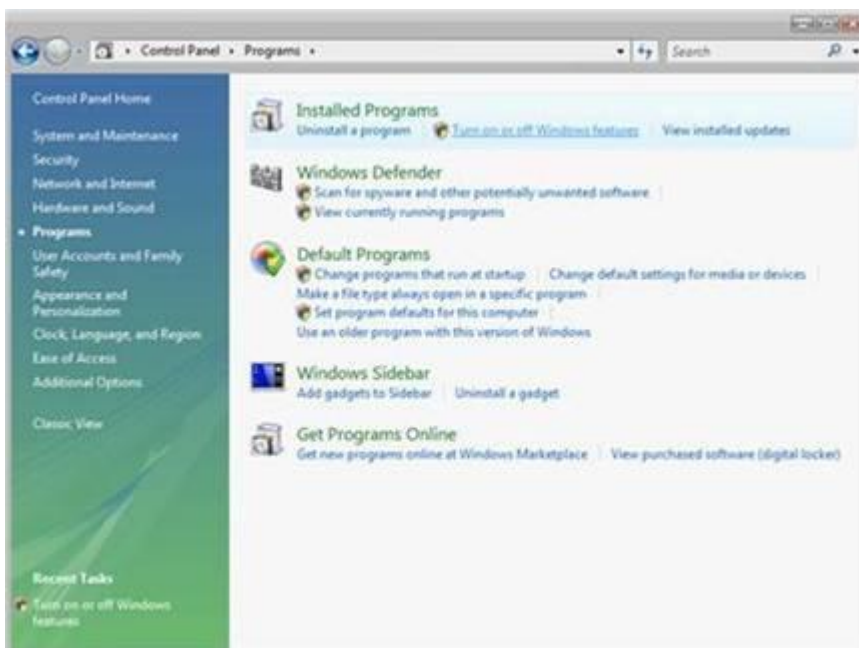 Control Panel Programs
Search
Control Panel Home
System and Maintenance
Security
Network and Internet
Hardware and Sound
Programs
User Accounts and Family
Safety
Appearance and
Personalization
Clock, Language, and Region
Ease of Access
Additional Options
Classic View
Recent Tasks
Turn on or off Windows
features
Installed Programs
Uninstall a program Turn on or off Windows features View installed updates
Windows Defender
Scan for spyware and other potentially unwanted software
View currently running programs
Default Programs
Change programs that run at startup Change default settings for media or devices
Make a file type always open in a specific program
Set program defaults for this computer
Use an older program with this version of Windows
Windows Sidebar
Add gadgets to Sidebar Uninstall a gadget
Get Programs Online
Get new programs online at Windows Marketplace View purchased software (digital locker)